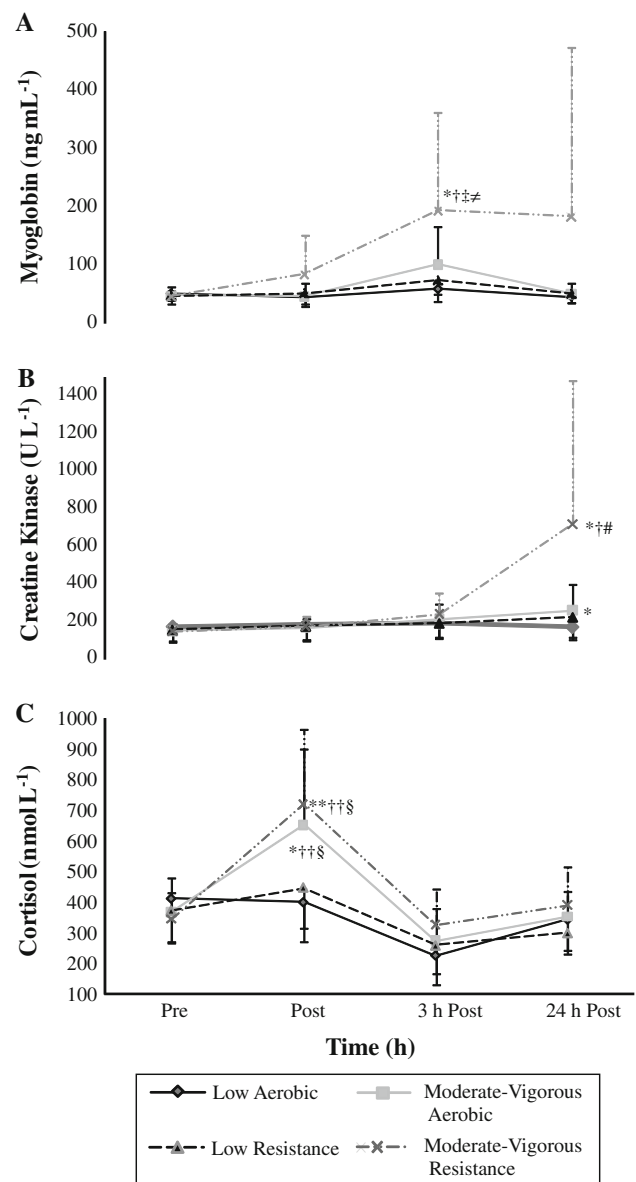 A
Myoglobin (ng mL⁻¹)
500
400
300
200
100
0
*†‡≠
B
Creatine Kinase (U L⁻¹)
1400
1200
1000
800
600
400
200
0
*†#
*
C
Cortisol (nmol L⁻¹)
1000
900
800
700
600
500
400
300
200
100
**††§
*††§
Pre Post 3 h Post 24 h Post
Time (h)
Low Aerobic
Moderate-Vigorous
Aerobic
Low Resistance
Moderate-Vigorous
Resistance